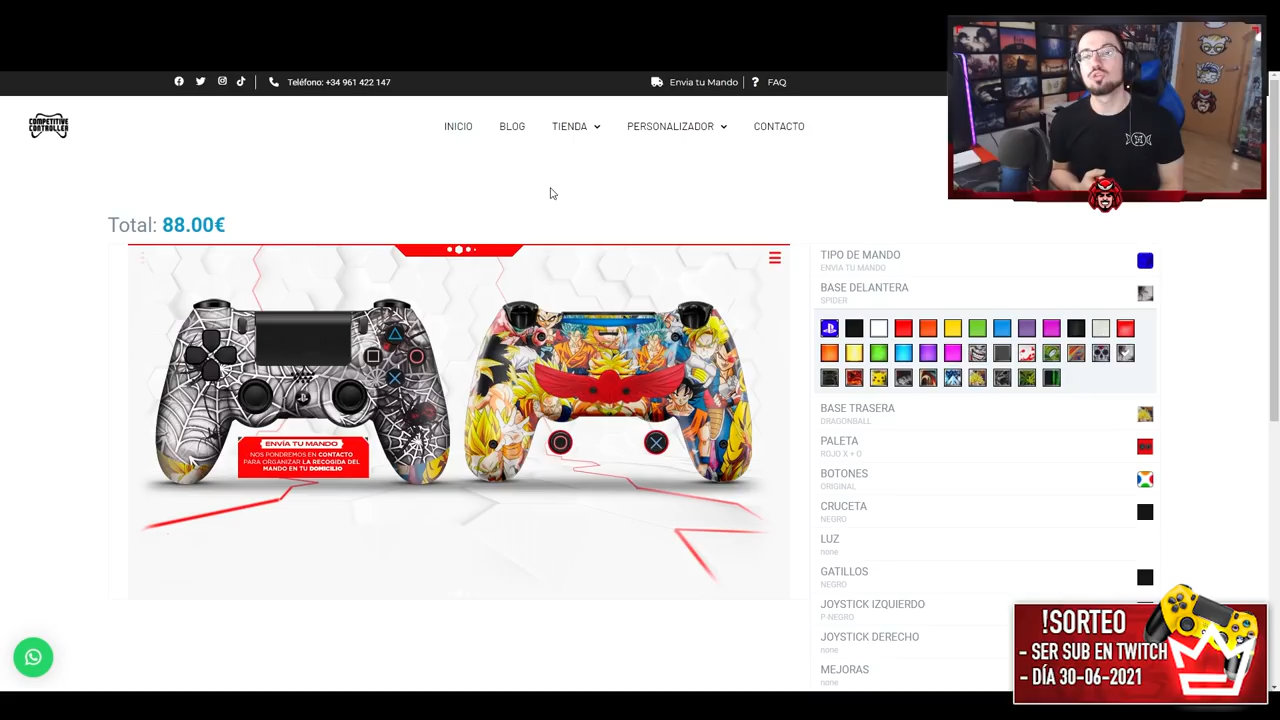 Teléfono: +34 961 422 147
Envia tu Mando
FAQ
COMPETITIVE
CONTROLLER
INICIO
BLOG
TIENDA
PERSONALIZADOR
CONTACTO
Total: 88.00€
ENVÍA TU MANDO
NOS PONDREMOS EN CONTACTO
PARA ORGANIZAR LA RECOGIDA DEL
MANDO EN TU DOMICILIO
TIPO DE MANDO
ENVÍA TU MANDO
BASE DELANTERA
SPIDER
BASE TRASERA
DRAGONBALL
PALETA
ROJO X + O
BOTONES
ORIGINAL
CRUCETA
NEGRO
LUZ
none
GATILLOS
NEGRO
JOYSTICK IZQUIERDO
P-NEGRO
JOYSTICK DERECHO
none
MEJORAS
none
!SORTEO
- SER SUB EN TWITCH
- DÍA 30-06-2021